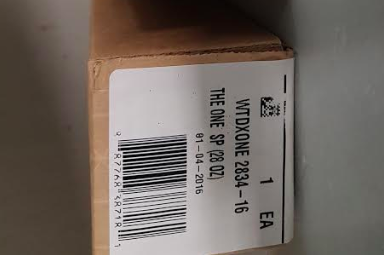 1 EA
WTDXONE 2834-16
THE ONE SP (28 OZ)
01-04-2016